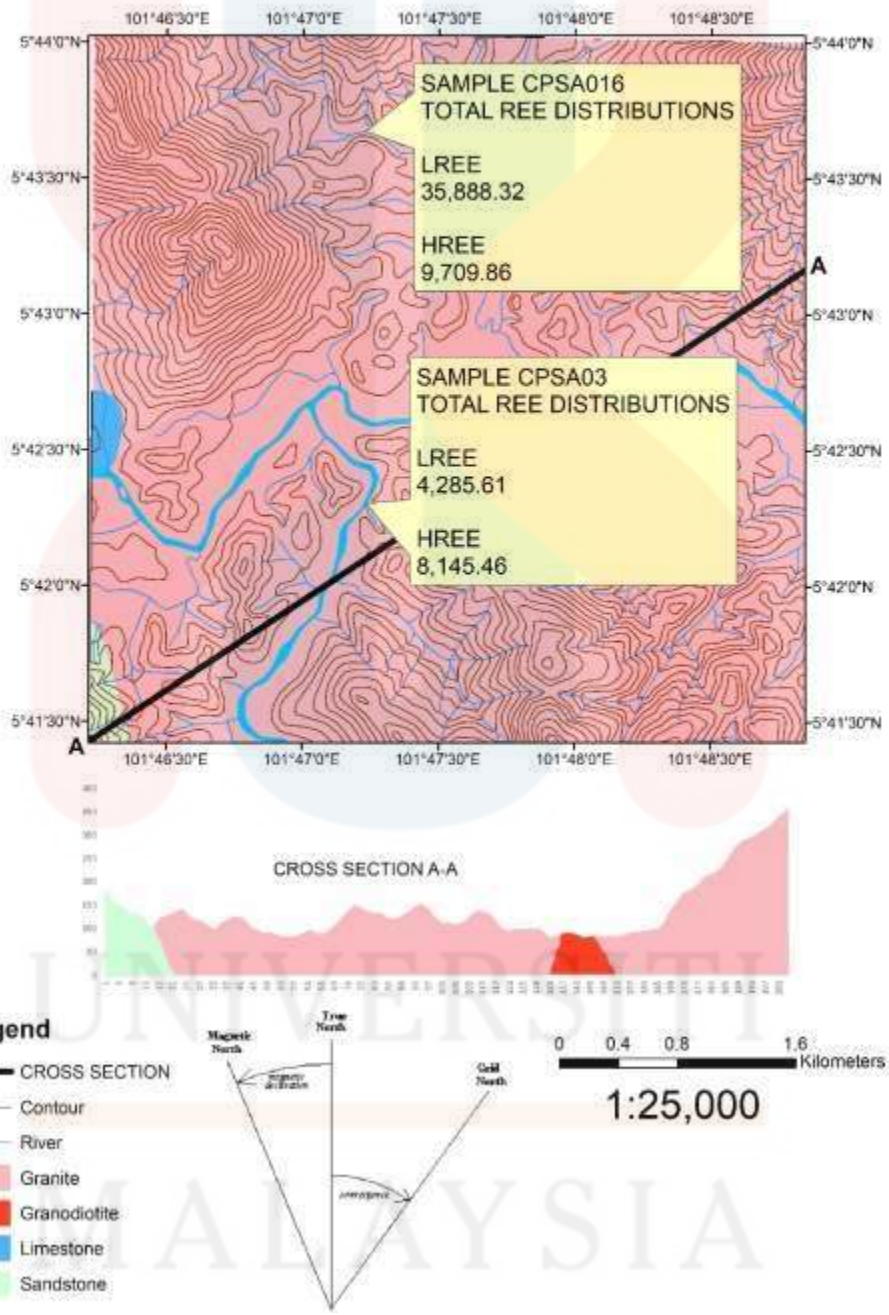 101°46'30"E 101°47'0"E 101°47'30"E 101°48'0"E 101°48'30"E
5°44'0"N 5°44'0"N
SAMPLE CPSA016
TOTAL REE DISTRIBUTIONS
LREE
35,888.32
HREE
9,709.86
5°43'30"N 5°43'30"N
A
5°43'0"N 5°43'0"N
SAMPLE CPSA03
TOTAL REE DISTRIBUTIONS
LREE
4,285.61
HREE
8,145.46
5°42'30"N 5°42'30"N
5°42'0"N 5°42'0"N
5°41'30"N 5°41'30"N
A
101°46'30"E 101°47'0"E 101°47'30"E 101°48'0"E 101°48'30"E
CROSS SECTION A-A
UNIVERSITI
gend
CROSS SECTION
Contour
River
Granite
Granodiotite
Limestone
Sandstone
Magnetic
North
True
North
Grid
North
magnetic
declination
0 0.4 0.8 1.6
Kilometers
1:25,000
MALAYSIA